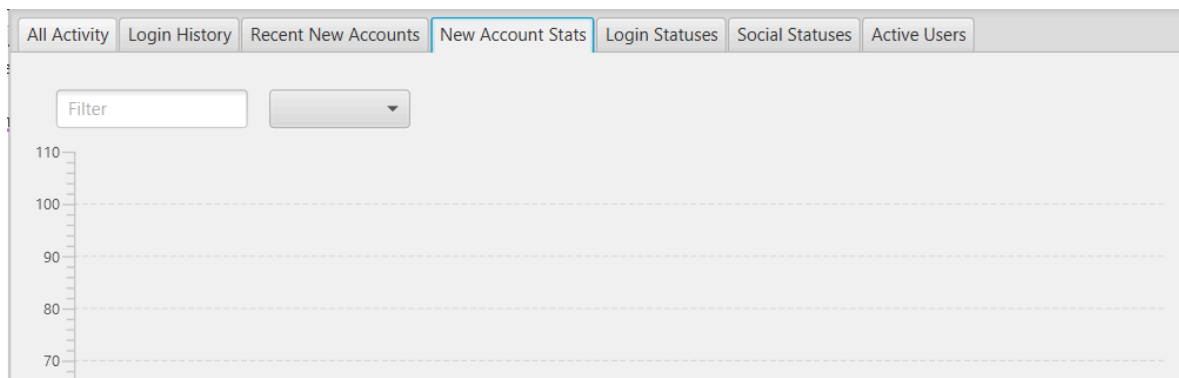 All Activity Login History Recent New Accounts New Account Stats Login Statuses Social Statuses Active Users
Filter
110
100
90
80
70